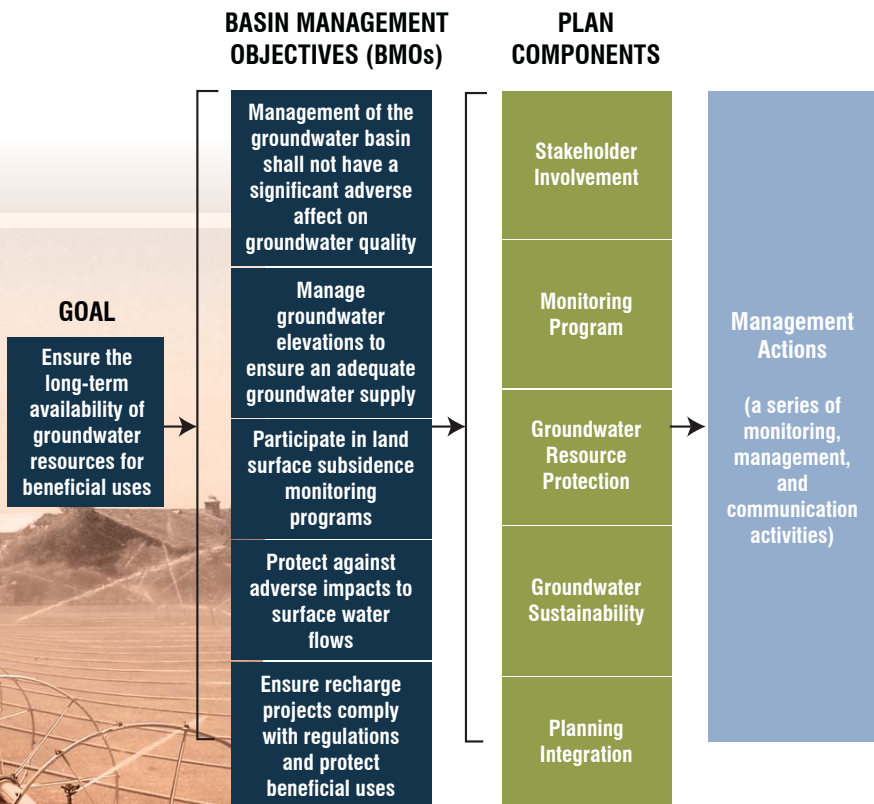 BASIN MANAGEMENT
OBJECTIVES (BMOs)
PLAN
COMPONENTS
GOAL
Ensure the
long-term
availability of
groundwater
resources for
beneficial uses
Management of the
groundwater basin
shall not have a
significant adverse
affect on
groundwater quality
Manage
groundwater
elevations to
ensure an adequate
groundwater supply
Participate in land
surface subsidence
monitoring
programs
Protect against
adverse impacts to
surface water
flows
Ensure recharge
projects comply
with regulations
and protect
beneficial uses
Stakeholder
Involvement
Monitoring
Program
Groundwater
Resource
Protection
Groundwater
Sustainability
Planning
Integration
Management
Actions
(a series of
monitoring,
management,
and
communication
activities)